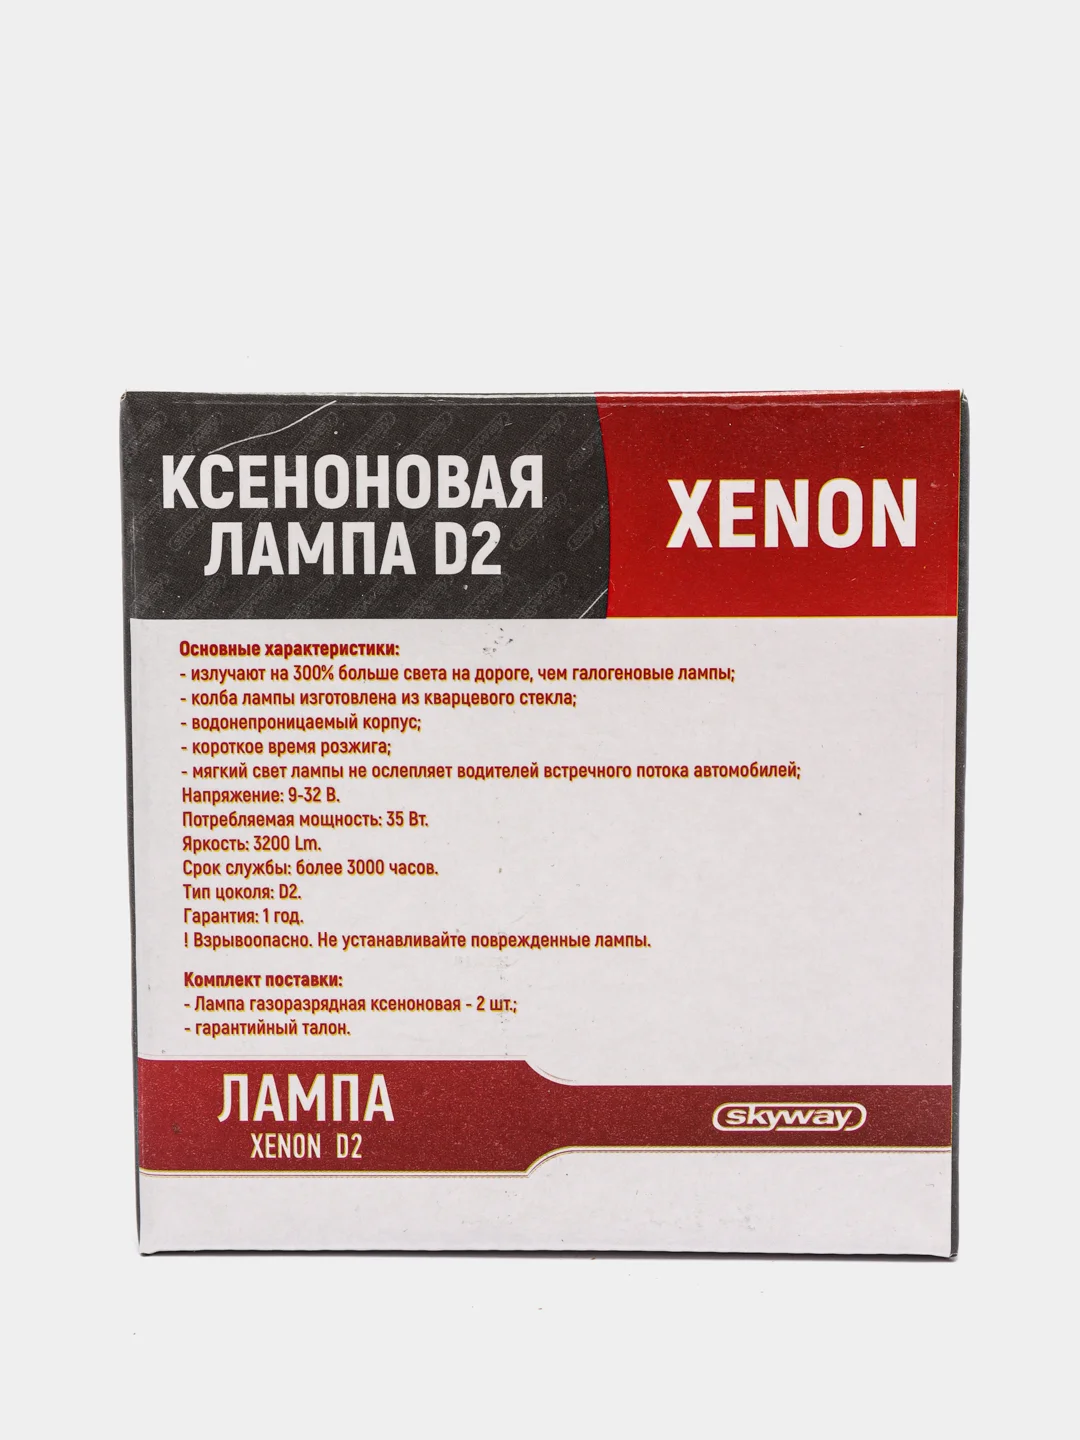 КСЕНОНОВАЯ
ЛАМПА D2
XENON
Основные характеристики:
- излучают на 300% больше света на дороге, чем галогеновые лампы;
- колба лампы изготовлена из кварцевого стекла;
- водонепроницаемый корпус;
- короткое время розжига;
- мягкий свет лампы не ослепляет водителей встречного потока автомобилей;
Напряжение: 9-32 В.
Потребляемая мощность: 35 Вт.
Яркость: 3200 Lm.
Срок службы: более 3000 часов.
Тип цоколя: D2.
Гарантия: 1 год.
! Взрывоопасно. Не устанавливайте поврежденные лампы.
Комплект поставки:
- Лампа газоразрядная ксеноновая - 2 шт.;
- гарантийный талон.
ЛАМПА
XENON D2
skyway